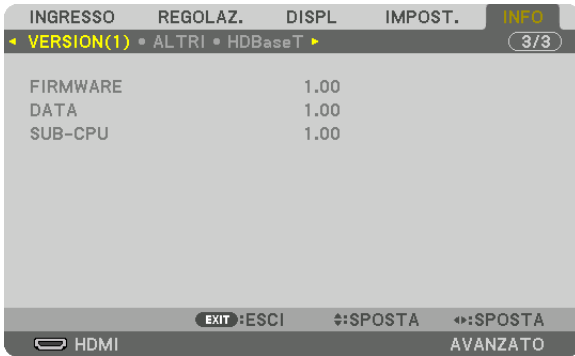 INGRESSO REGOLAZ. DISPL IMPOST. INFO
◄ VERSION(1) • ALTRI • HDBaseT ► 3/3
FIRMWARE 1.00
DATA 1.00
SUB-CPU 1.00
EXIT :ESCI ♦:SPOSTA ◄►:SPOSTA
HDMI AVANZATO